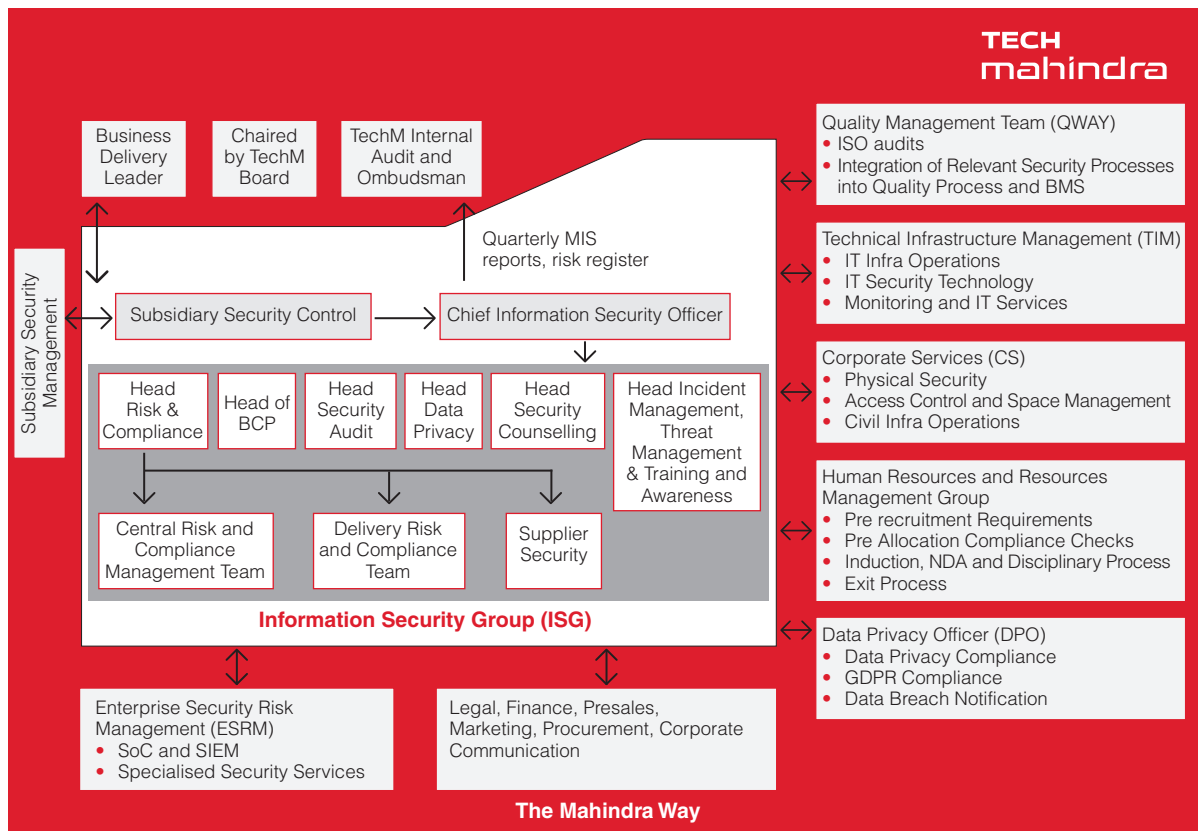 TECH
mahindra
Business
Delivery
Leader
Chaired
by TechM
Board
TechM Internal
Audit and
Ombudsman
Quarterly MIS
reports, risk register
Subsidiary Security
Management
Subsidiary Security Control
Chief Information Security Officer
Head
Risk &
Compliance
Head of
BCP
Head
Security
Audit
Head
Data
Privacy
Head
Security
Counselling
Head Incident
Management,
Threat
Management
& Training and
Awareness
Central Risk and
Compliance
Management Team
Delivery Risk
and Compliance
Team
Supplier
Security
Information Security Group (ISG)
Quality Management Team (QWAY)
• ISO audits
• Integration of Relevant Security Processes
into Quality Process and BMS
Technical Infrastructure Management (TIM)
• IT Infra Operations
• IT Security Technology
• Monitoring and IT Services
Corporate Services (CS)
• Physical Security
• Access Control and Space Management
• Civil Infra Operations
Human Resources and Resources
Management Group
• Pre recruitment Requirements
• Pre Allocation Compliance Checks
• Induction, NDA and Disciplinary Process
• Exit Process
Data Privacy Officer (DPO)
• Data Privacy Compliance
• GDPR Compliance
• Data Breach Notification
Enterprise Security Risk
Management (ESRM)
• SoC and SIEM
• Specialised Security Services
Legal, Finance, Presales,
Marketing, Procurement, Corporate
Communication
The Mahindra Way